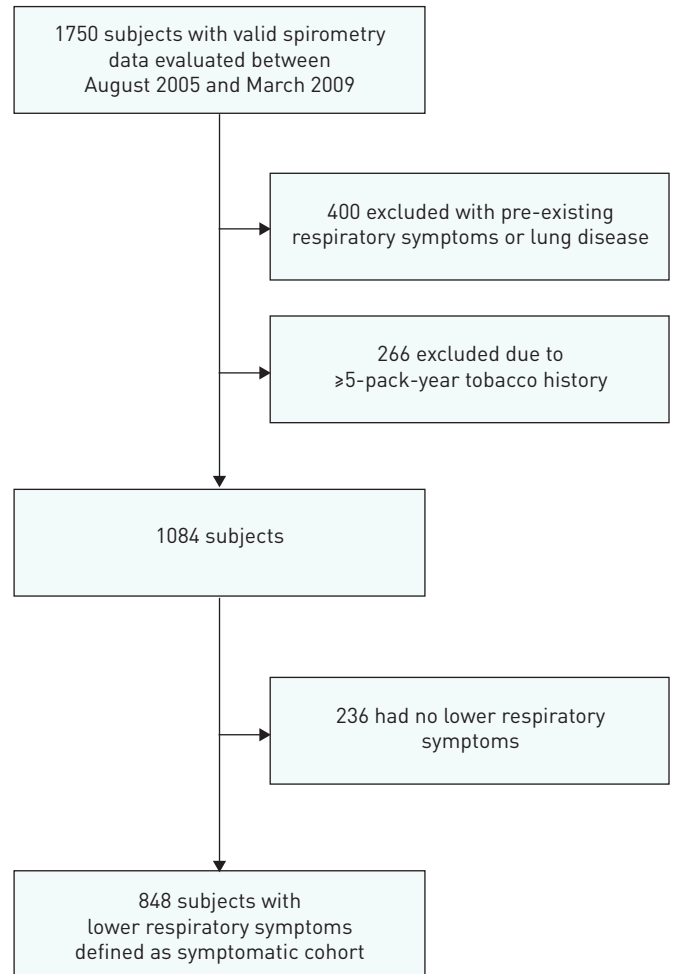 1750 subjects with valid spirometry
data evaluated between
August 2005 and March 2009
400 excluded with pre-existing
respiratory symptoms or lung disease
266 excluded due to
≥5-pack-year tobacco history
1084 subjects
236 had no lower respiratory
symptoms
848 subjects with
lower respiratory symptoms
defined as symptomatic cohort